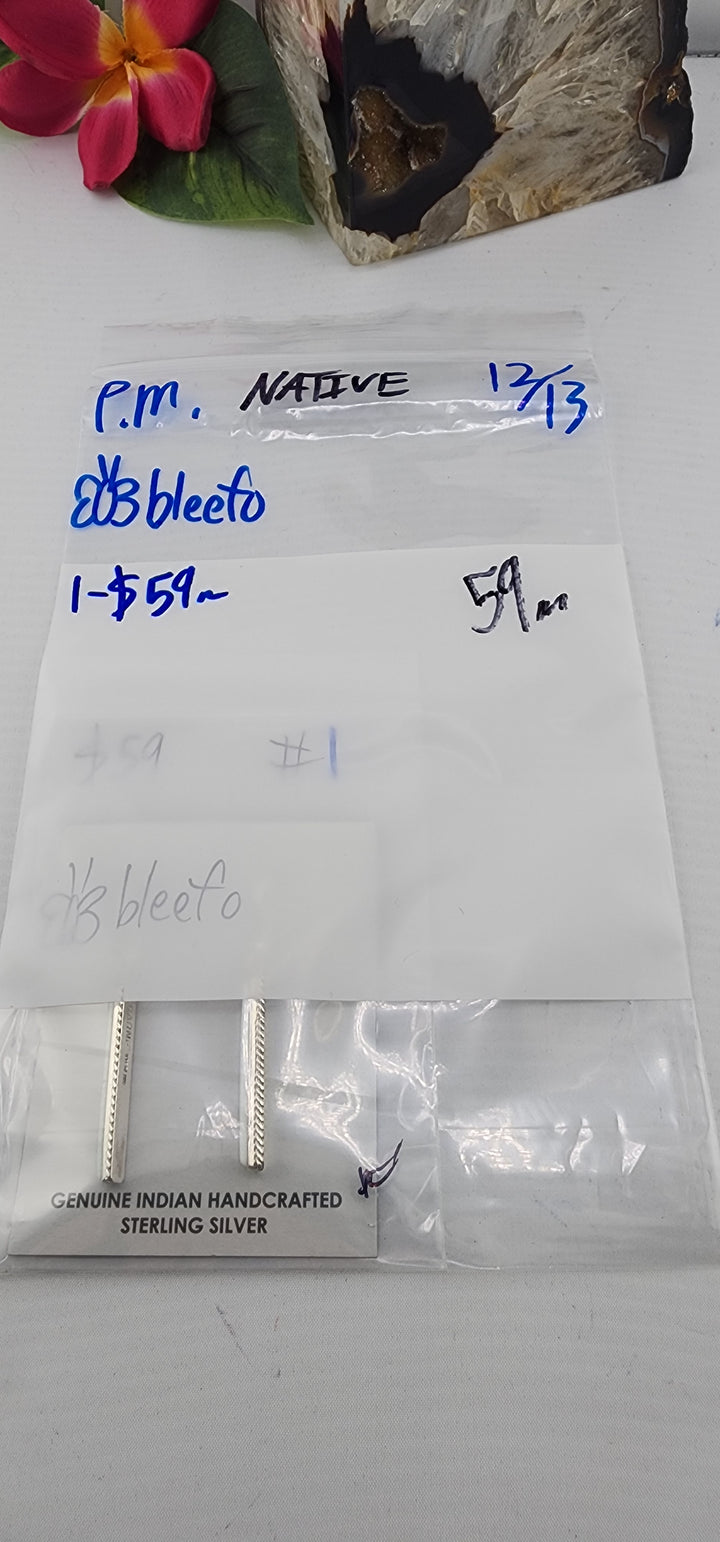 P.M. NATIVE 12/13
bleefo
1-$59
59
$59 #1
bleefo
GENUINE INDIAN HANDCRAFTED
STERLING SILVER